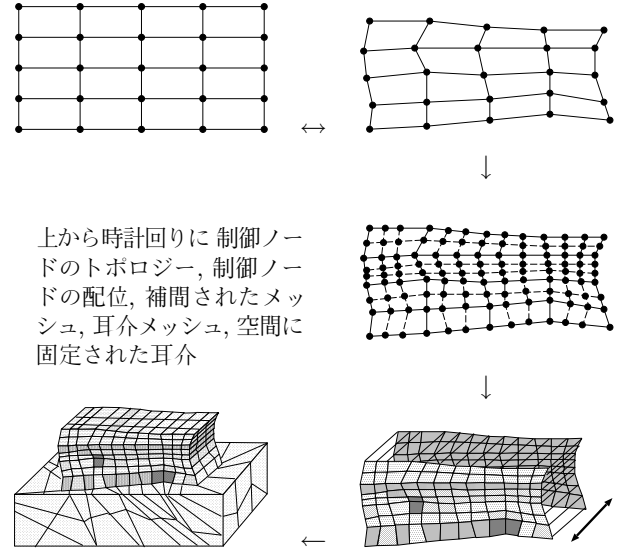 上から時計回りに 制御ノー
ドのトポロジー, 制御ノー
ドの配位, 補間されたメッ
シュ, 耳介メッシュ, 空間に
固定された耳介